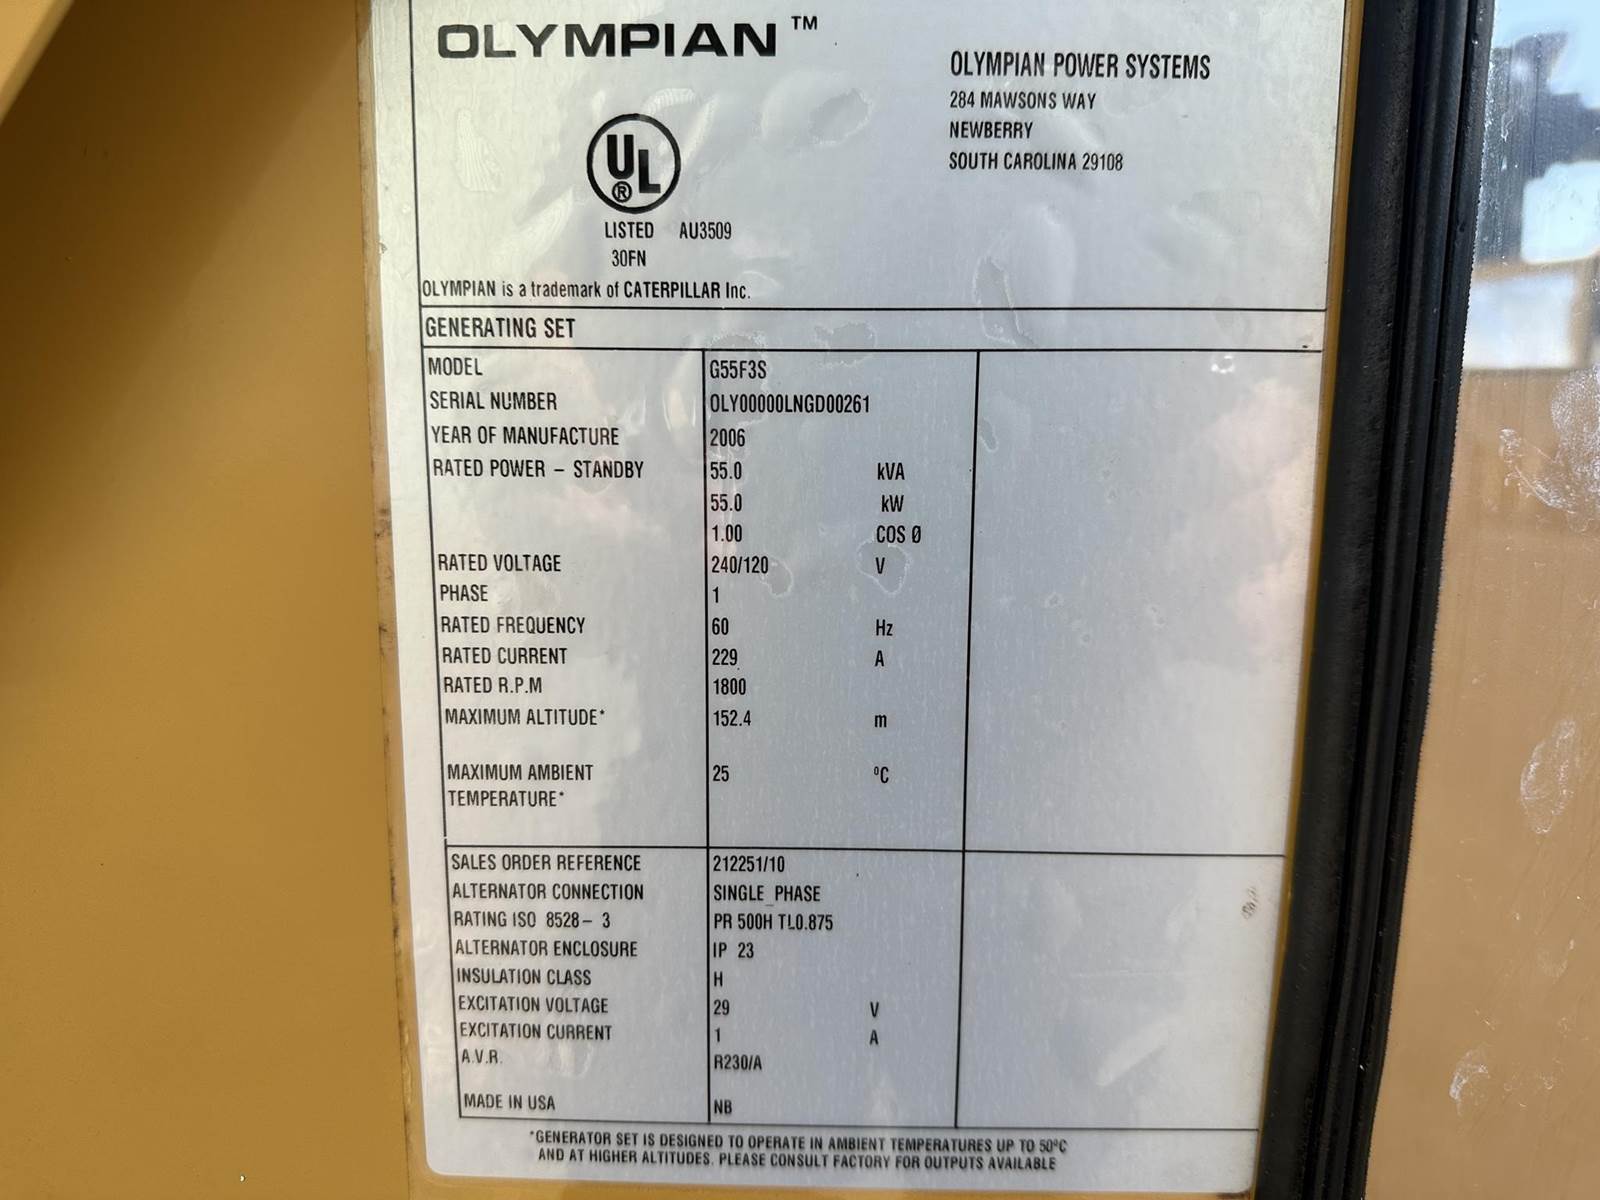 OLYMPIAN ™
OLYMPIAN POWER SYSTEMS
284 MAWSONS WAY
NEWBERRY
SOUTH CAROLINA 29108
UL ®
LISTED AU3509
30FN
OLYMPIAN is a trademark of CATERPILLAR Inc.
GENERATING SET
MODEL G55F3S
SERIAL NUMBER OLY00000LNGD00261
YEAR OF MANUFACTURE 2006
RATED POWER – STANDBY 55.0 kVA
55.0 kW
1.00 COS Ø
RATED VOLTAGE 240/120 V
PHASE 1
RATED FREQUENCY 60 Hz
RATED CURRENT 229 A
RATED R.P.M 1800
MAXIMUM ALTITUDE* 152.4 m
MAXIMUM AMBIENT 25 ºC
TEMPERATURE*
SALES ORDER REFERENCE 212251/10
ALTERNATOR CONNECTION SINGLE_PHASE
RATING ISO 8528 – 3 PR 500H TL0.875
ALTERNATOR ENCLOSURE IP 23
INSULATION CLASS H
EXCITATION VOLTAGE 29 V
EXCITATION CURRENT 1 A
A.V.R. R230/A
MADE IN USA NB
*GENERATOR SET IS DESIGNED TO OPERATE IN AMBIENT TEMPERATURES UP TO 50ºC
AND AT HIGHER ALTITUDES. PLEASE CONSULT FACTORY FOR OUTPUTS AVAILABLE